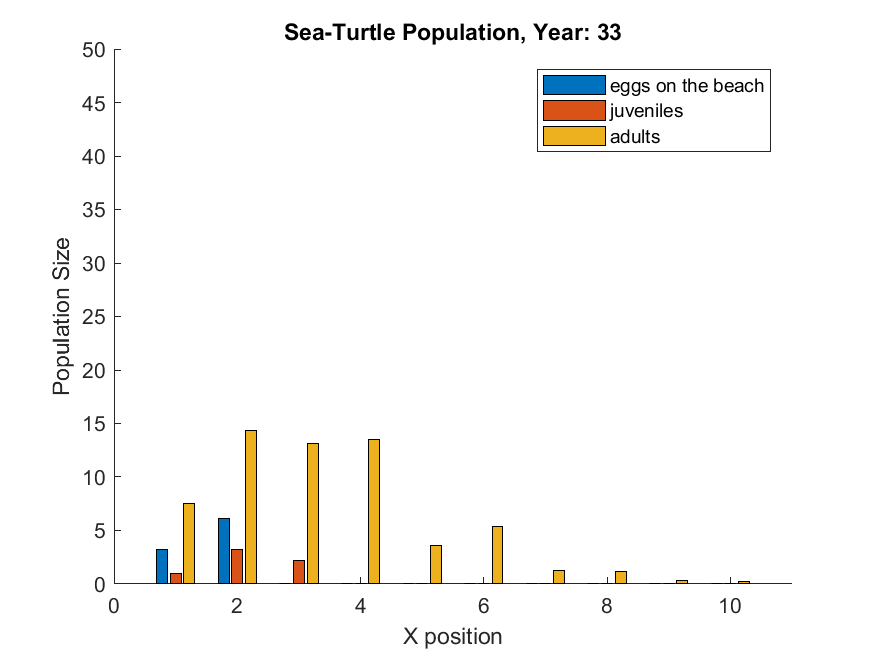 Sea-Turtle Population, Year: 33
50
45
40
35
30
25
20
15
10
5
0
Population Size
eggs on the beach
juveniles
adults
0 2 4 6 8 10
X position